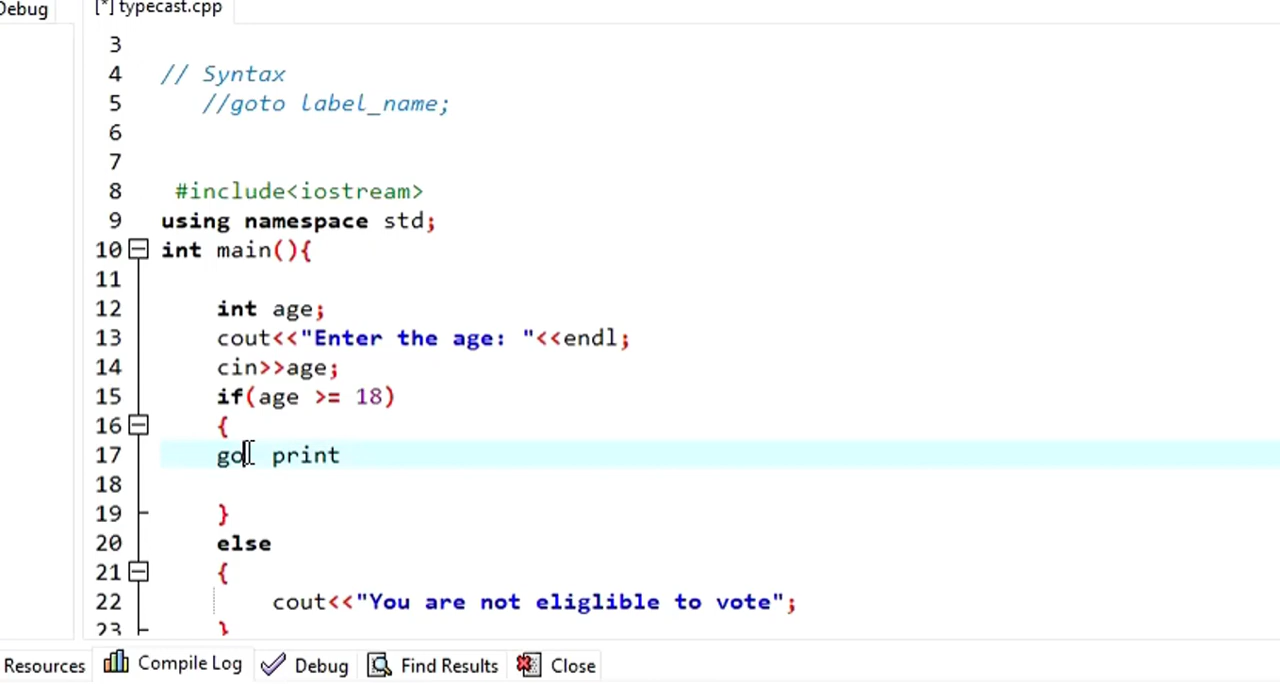 Debug [*] typecast.cpp
3
4 // Syntax
5 //goto label_name;
6
7
8 #include<iostream>
9 using namespace std;
10 int main(){
11
12 int age;
13 cout<<"Enter the age: "<<endl;
14 cin>>age;
15 if(age >= 18)
16 {
17 go print
18
19 }
20 else
21 {
22 cout<<"You are not eliglible to vote";
23 }
Resources Compile Log Debug Find Results Close